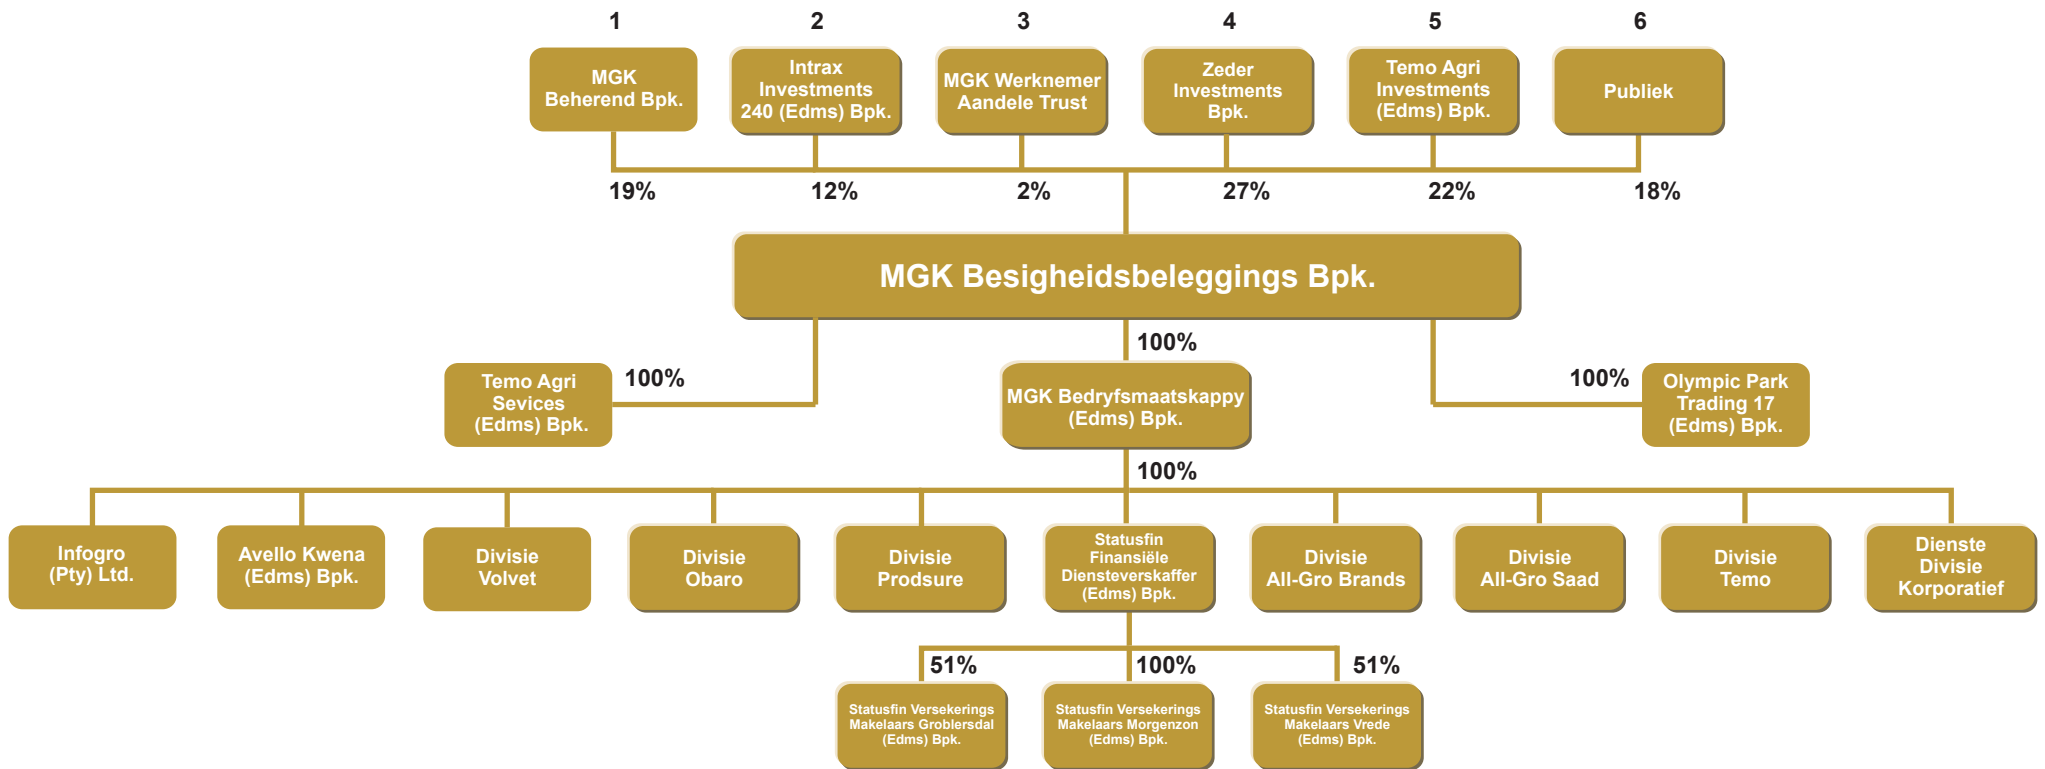 1
2
3
4
5
6
MGK
Beherend Bpk.
Intrax
Investments
240 (Edms) Bpk.
MGK Werknemer
Aandele Trust
Zeder
Investments
Bpk.
Temo Agri
Investments
(Edms) Bpk.
Publiek
19%
12%
2%
27%
22%
18%
MGK Besigheidsbeleggings Bpk.
100%
Temo Agri
Sevices
(Edms) Bpk.
100%
MGK Bedryfsmaatskappy
(Edms) Bpk.
100%
Olympic Park
Trading 17
(Edms) Bpk.
100%
Infogro
(Pty) Ltd.
Avello Kwena
(Edms) Bpk.
Divisie
Volvet
Divisie
Obaro
Divisie
Prodsure
Statusfin
Finansiële
Diensteverskaffer
(Edms) Bpk.
Divisie
All-Gro Brands
Divisie
All-Gro Saad
Divisie
Temo
Dienste
Divisie
Korporatief
51%
100%
51%
Statusfin Versekerings
Makelaars Groblersdal
(Edms) Bpk.
Statusfin Versekerings
Makelaars Morgenzon
(Edms) Bpk.
Statusfin Versekerings
Makelaars Vrede
(Edms) Bpk.